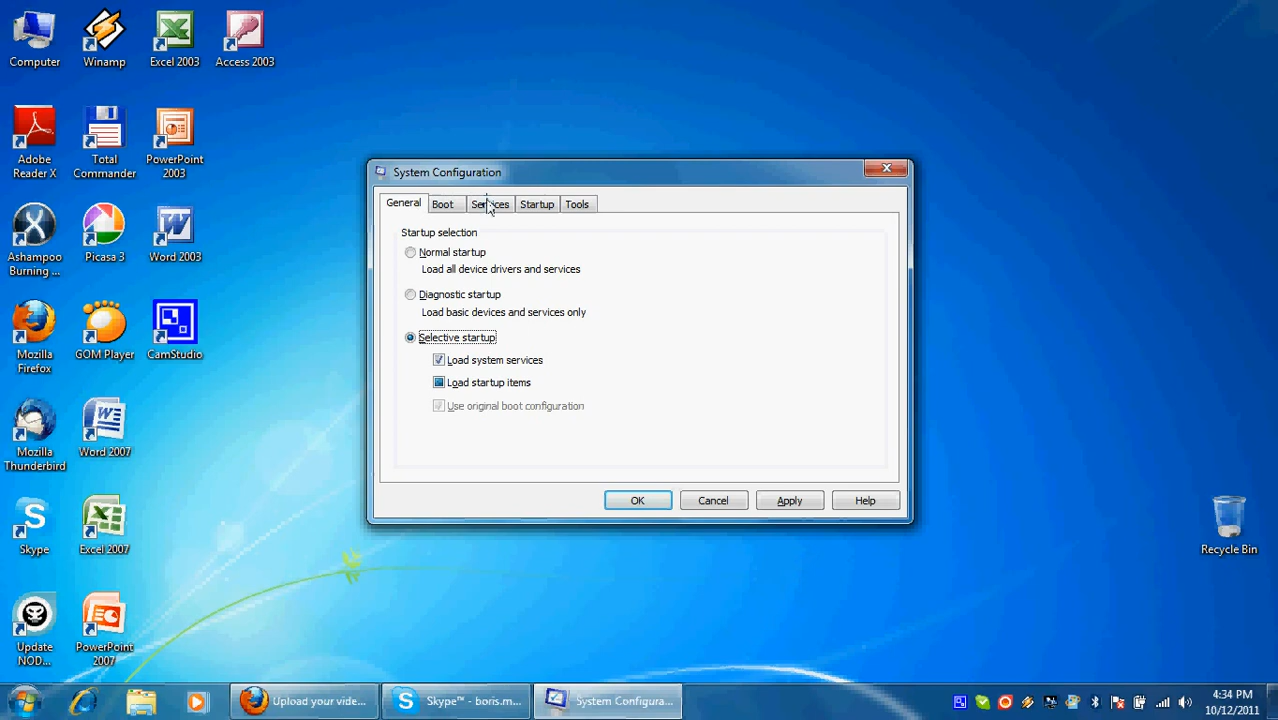 Computer
Winamp
Excel 2003
Access 2003
Adobe
Reader X
Total
Commander
PowerPoint
2003
Ashampoo
Burning ...
Picasa 3
Word 2003
Mozilla
Firefox
GOM Player
CamStudio
Mozilla
Thunderbird
Word 2007
Skype
Excel 2007
Update
NOD...
PowerPoint
2007
Recycle Bin
System Configuration
General
Boot
Services
Startup
Tools
Startup selection
Normal startup
Load all device drivers and services
Diagnostic startup
Load basic devices and services only
Selective startup
Load system services
Load startup items
Use original boot configuration
OK
Cancel
Apply
Help
Upload your vide...
Skype™ - boris.m...
System Configura...
4:34 PM
10/12/2011